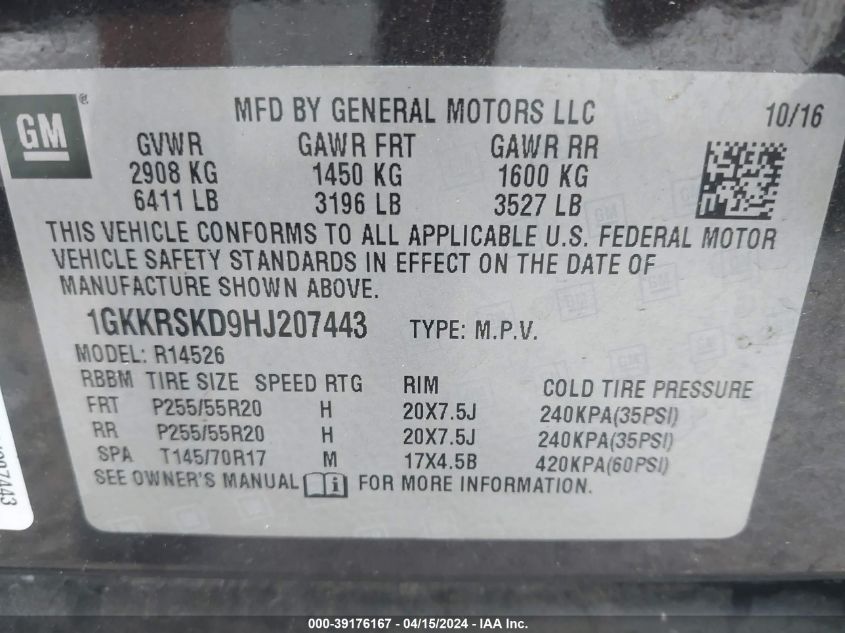 GM®
MFD BY GENERAL MOTORS LLC 10/16
GVWR GAWR FRT GAWR RR
2908 KG 1450 KG 1600 KG
6411 LB 3196 LB 3527 LB
THIS VEHICLE CONFORMS TO ALL APPLICABLE U.S. FEDERAL MOTOR
VEHICLE SAFETY STANDARDS IN EFFECT ON THE DATE OF
MANUFACTURE SHOWN ABOVE.
1GKKRSKD9HJ207443 TYPE: M.P.V.
MODEL: R14526
RBBM TIRE SIZE SPEED RTG RIM COLD TIRE PRESSURE
FRT P255/55R20 H 20X7.5J 240KPA(35PSI)
RR P255/55R20 H 20X7.5J 240KPA(35PSI)
SPA T145/70R17 M 17X4.5B 420KPA(60PSI)
SEE OWNER'S MANUAL i FOR MORE INFORMATION.
000-39176167 - 04/15/2024 - IAA Inc.